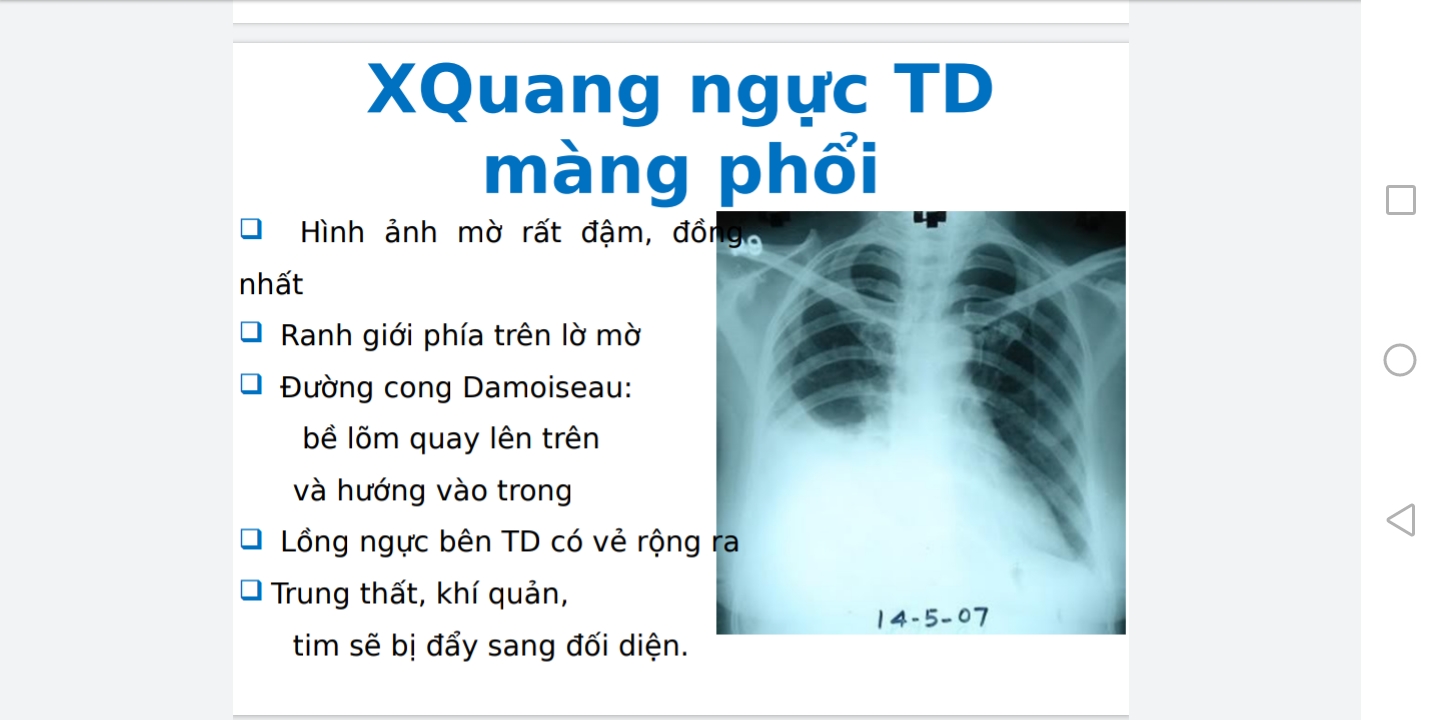 XQuang ngực TD
màng phổi
Hình ảnh mờ rất đậm, đồng
nhất
Ranh giới phía trên lờ mờ
Đường cong Damoiseau:
bề lõm quay lên trên
và hướng vào trong
Lồng ngực bên TD có vẻ rộng ra
Trung thất, khí quản,
tim sẽ bị đẩy sang đối diện.
14-5-07